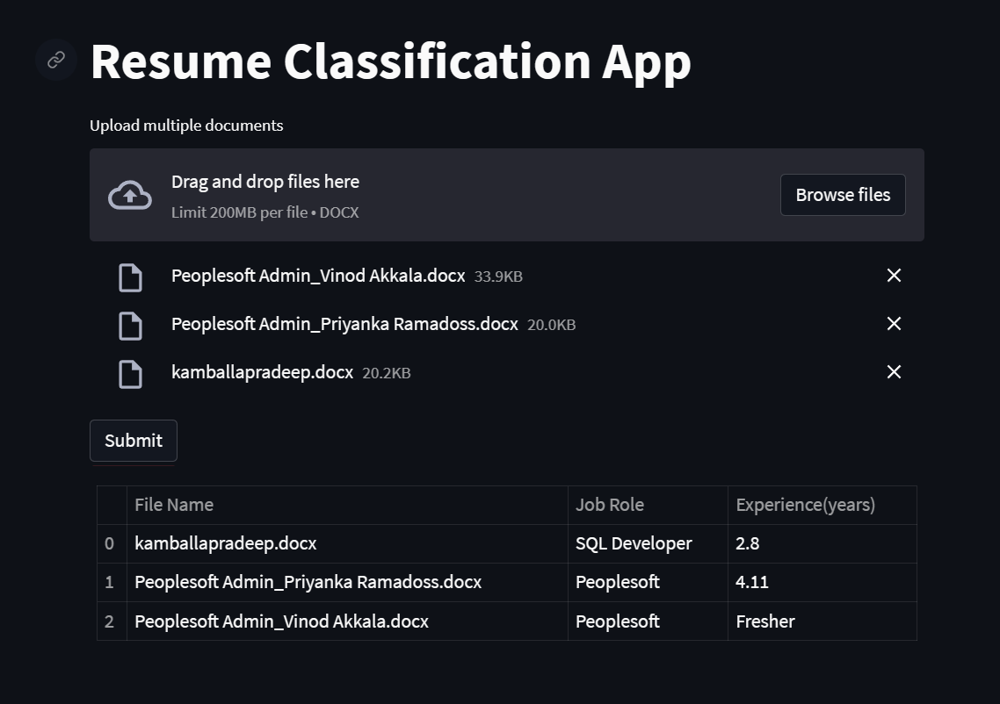 Resume Classification App
Upload multiple documents
Drag and drop files here
Limit 200MB per file • DOCX
Browse files
Peoplesoft Admin_Vinod Akkala.docx 33.9KB
Peoplesoft Admin_Priyanka Ramadoss.docx 20.0KB
kamballapradeep.docx 20.2KB
Submit
File Name Job Role Experience(years)
0 kamballapradeep.docx SQL Developer 2.8
1 Peoplesoft Admin_Priyanka Ramadoss.docx Peoplesoft 4.11
2 Peoplesoft Admin_Vinod Akkala.docx Peoplesoft Fresher